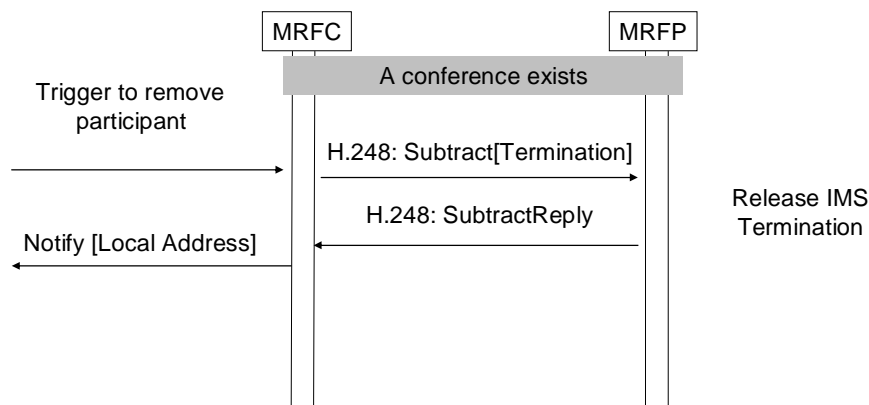 MRFC
MRFP
A conference exists
Trigger to remove
participant
H.248: Subtract[Termination]
H.248: SubtractReply
Release IMS
Termination
Notify [Local Address]